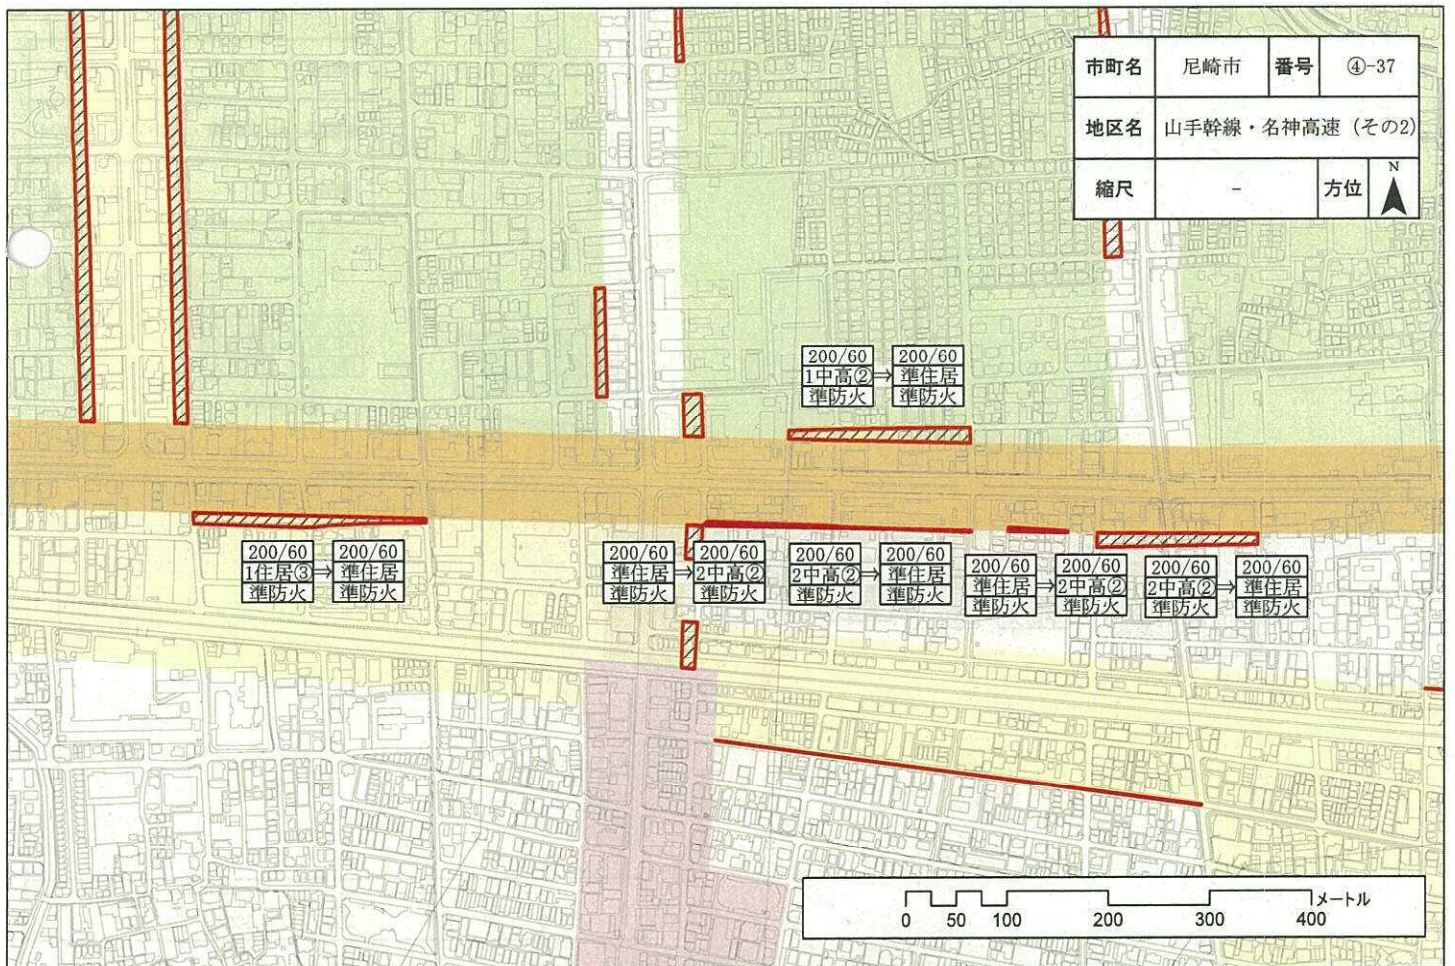 市町名 尼崎市 番号 ④-37
地区名 山手幹線・名神高速(その2)
縮尺 - 方位 N
200/60 200/60
1中高②→準住居
準防火 準防火
200/60 200/60
1住居③→準住居
準防火 準防火
200/60 200/60
準住居→2中高②
準防火 準防火
200/60 200/60
2中高②→準住居
準防火 準防火
200/60 200/60
準住居→2中高②
準防火 準防火
200/60 200/60
2中高②→準住居
準防火 準防火
メートル
0 50 100 200 300 400